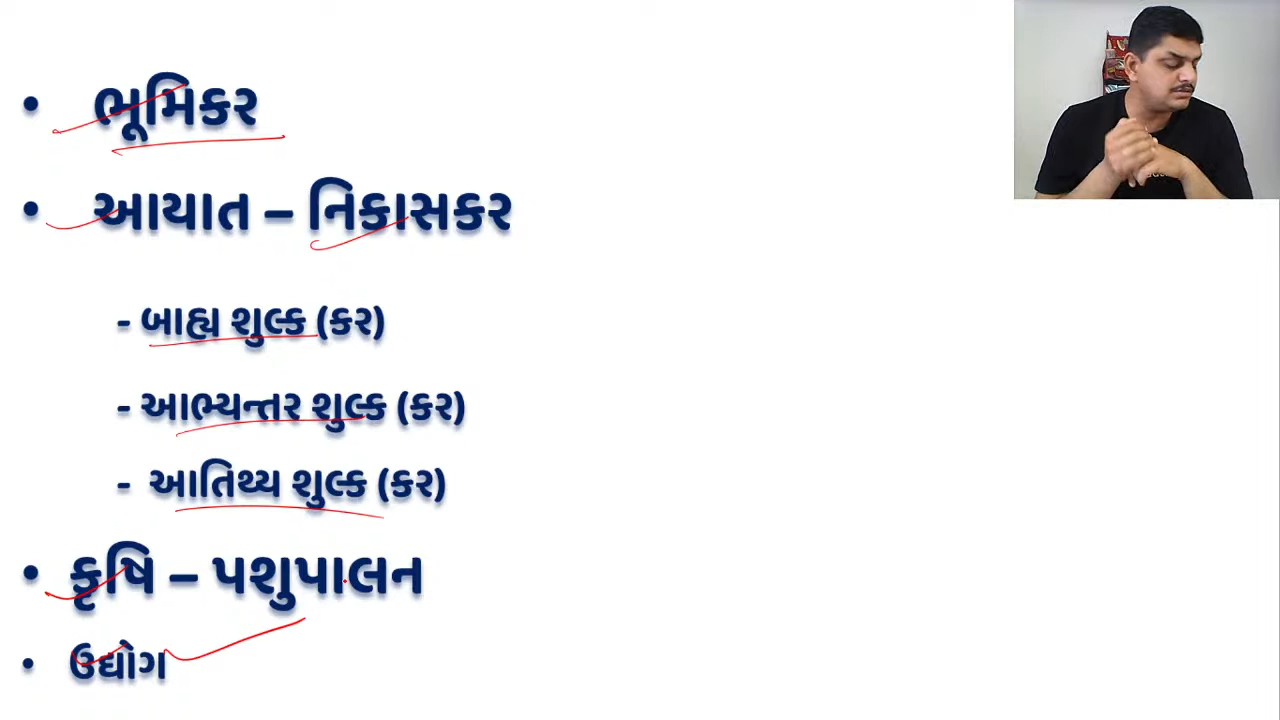 • ભૂમિકર
• આયાત – નિકાસકર
- બાહ્ય શુલ્ક (કર)
- આભ્યન્તર શુલ્ક (કર)
- આતિથ્ય શુલ્ક (કર)
• કૃષિ – પશુપાલન
• ઉદ્યોગ